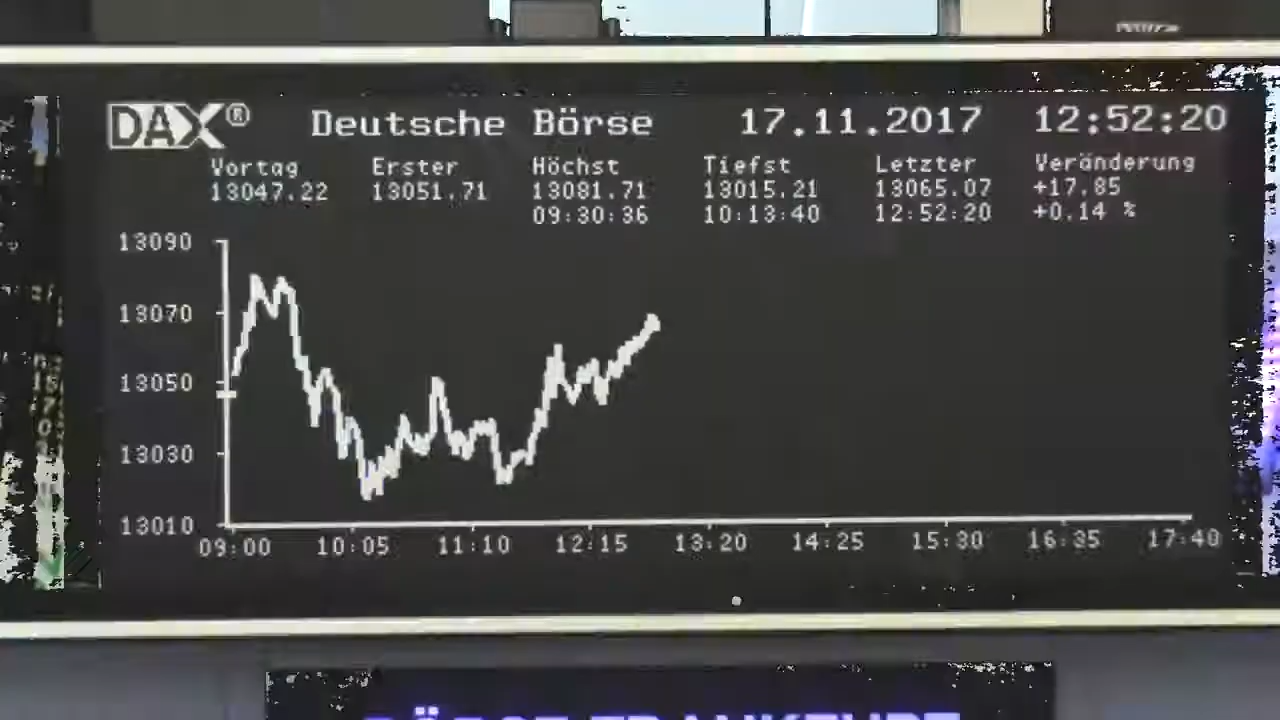 DAX® Deutsche Börse 17.11.2017 12:52:20
Vortag Erster Höchst Tiefst Letzter Veränderung
13047.22 13051.71 13081.71 13015.21 13065.07 +17.85
09:30:36 10:13:40 12:52:20 +0.14 %
13090
13070
13050
13030
13010
09:00 10:05 11:10 12:15 13:20 14:25 15:30 16:35 17:40